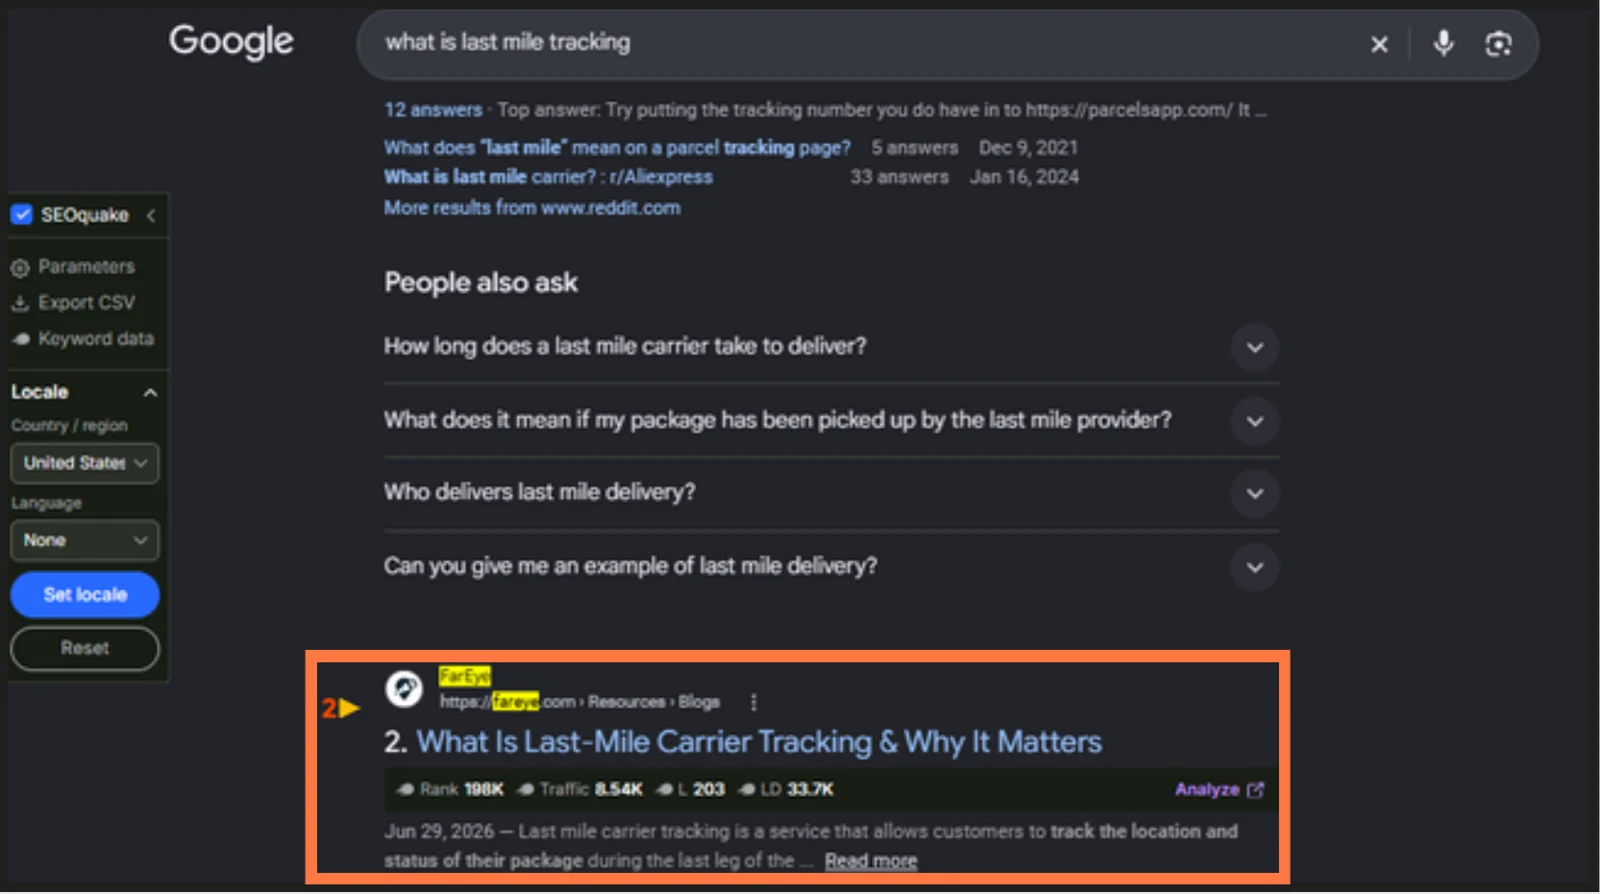 Google
what is last mile tracking
12 answers · Top answer: Try putting the tracking number you do have in to https://parcelsapp.com/ It ...
What does "last mile" mean on a parcel tracking page? 5 answers Dec 9, 2021
What is last mile carrier? : r/Aliexpress 33 answers Jan 16, 2024
More results from www.reddit.com
SEOquake
Parameters
Export CSV
Keyword data
Locale
Country / region
United States
Language
None
Set locale
Reset
People also ask
How long does a last mile carrier take to deliver?
What does it mean if my package has been picked up by the last mile provider?
Who delivers last mile delivery?
Can you give me an example of last mile delivery?
2
FarEye
https://fareye.com › Resources › Blogs
2. What Is Last-Mile Carrier Tracking & Why It Matters
Rank 198K Traffic 8.54K L 203 LD 33.7K Analyze
Jun 29, 2026 — Last mile carrier tracking is a service that allows customers to track the location and
status of their package during the last leg of the ... Read more